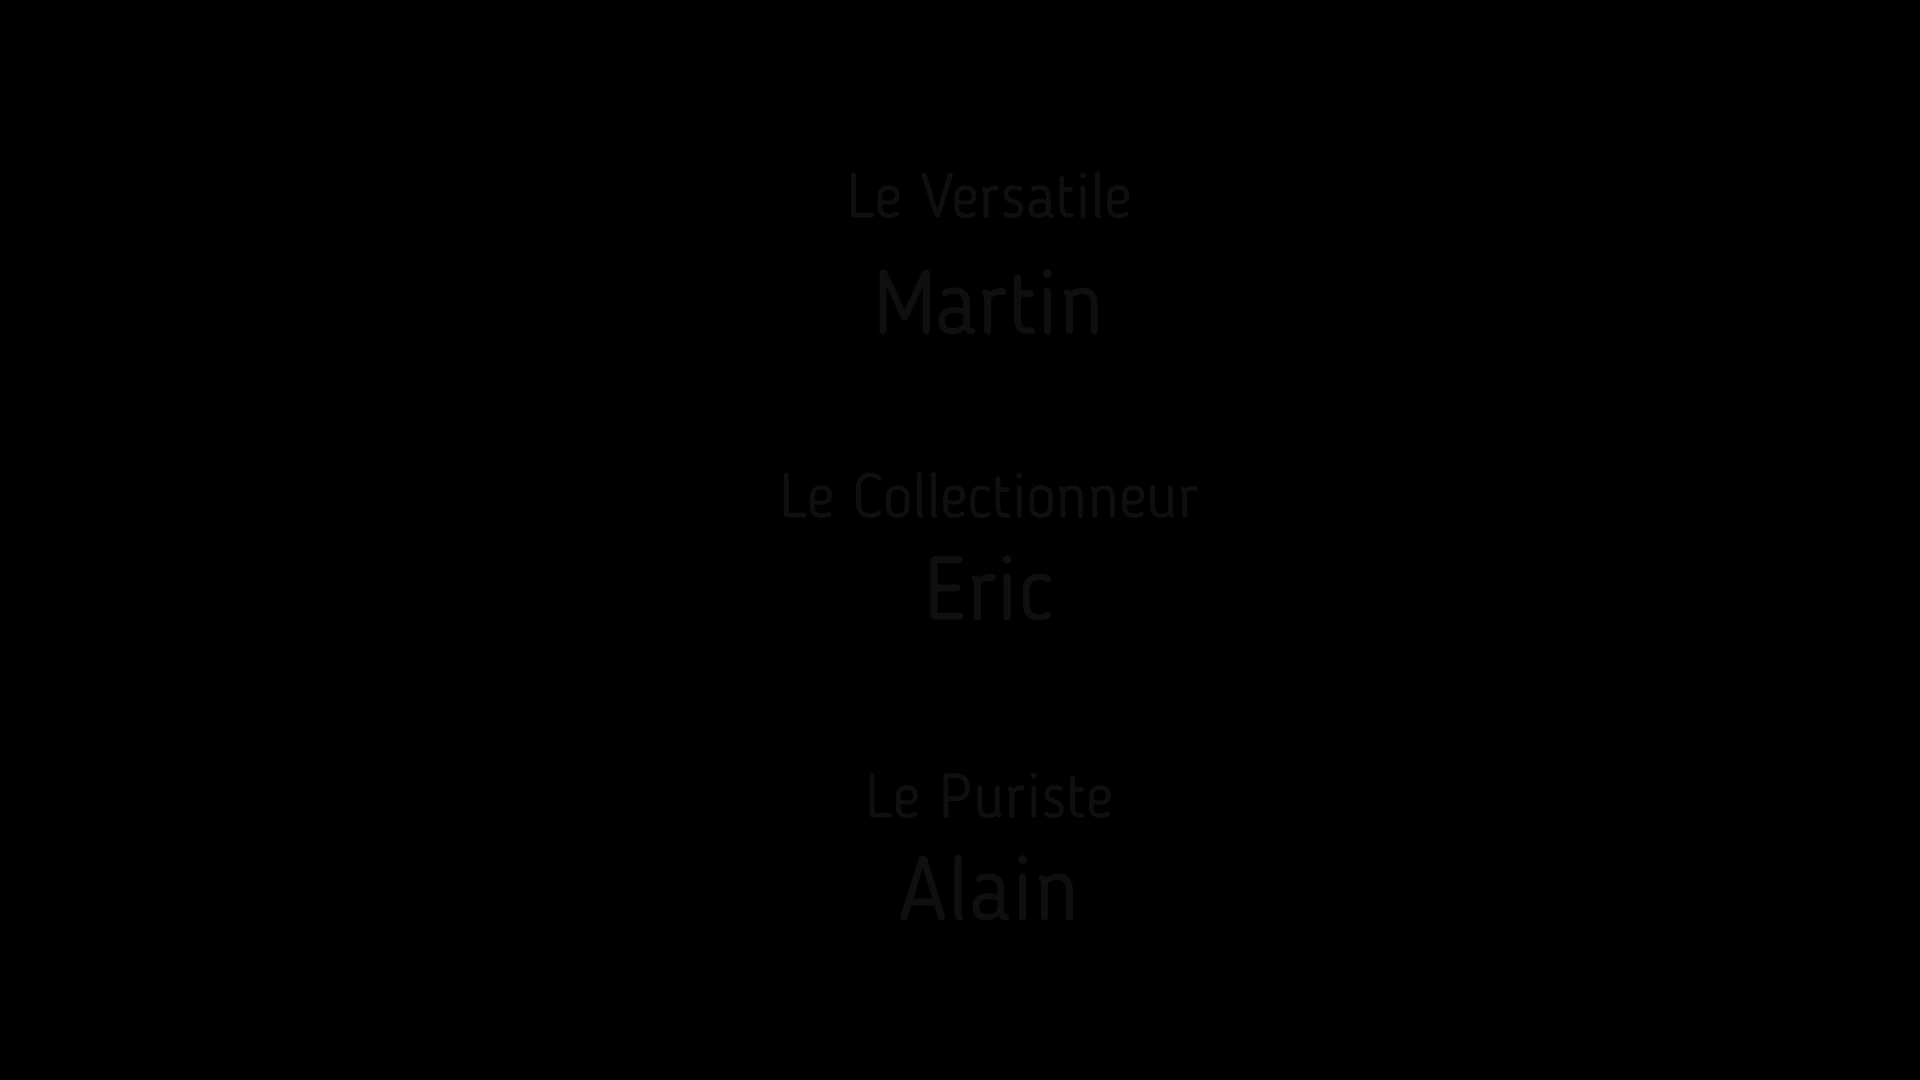 Le Versatile
Martin
Le Collectionneur
Eric
Le Puriste
Alain